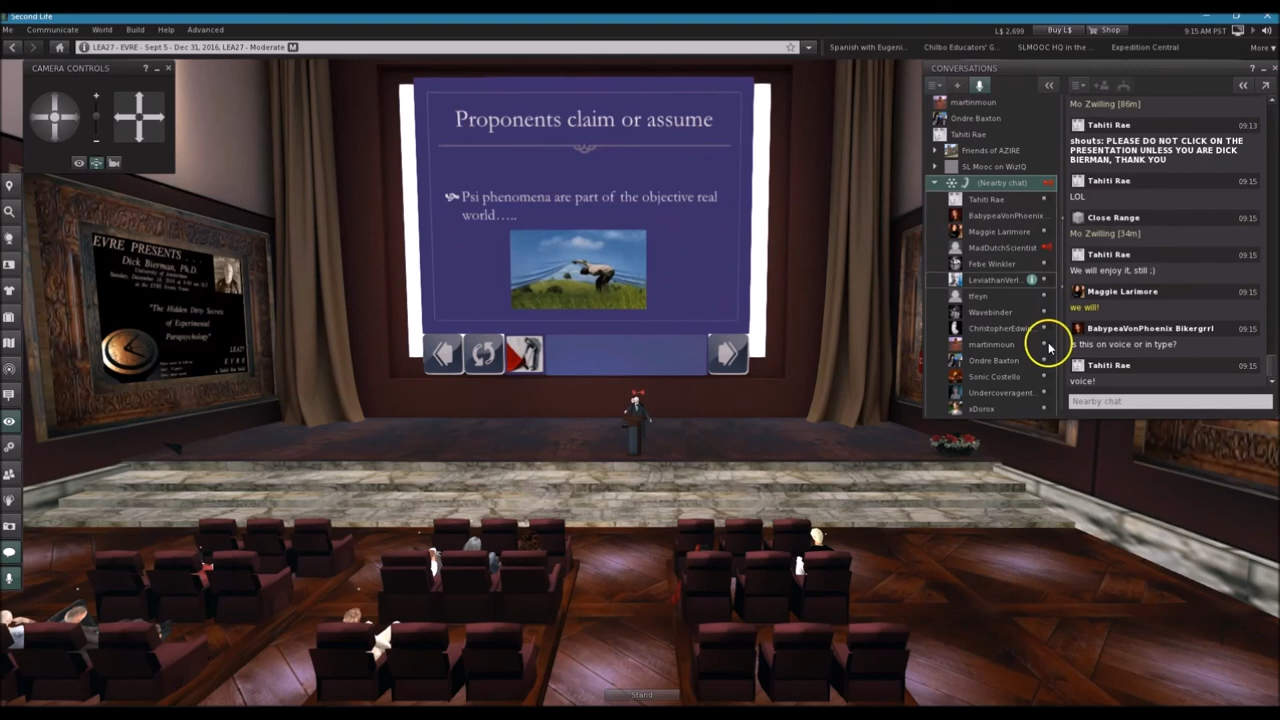 Second Life
Me Communicate World Build Help Advanced
L$ 2,699 Buy L$ Shop 9:15 AM PST
LEA27 - EVRE - Sept 5 - Dec 31, 2016, LEA27 - Moderate M
Spanish with Eugeni... Chilbo Educators' G... SLMOOC HQ in the ... Expedition Central More ▾
CAMERA CONTROLS ?
CONVERSATIONS ?
martinmoun
Ondre Baxton
Tahiti Rae
Friends of AZIRE
SL Mooc on WizIQ
(Nearby chat)
Tahiti Rae
BabypeaVonPhoenix ...
Maggie Larimore
MadDutchScientist
Febe Winkler
LeviathanVerl...
tfeyn
Wavebinder
ChristopherEdwin...
martinmoun
Ondre Baxton
Sonic Costello
Undercoveragent...
xDorox
Mo Zwilling [86m]
Tahiti Rae 09:13
shouts: PLEASE DO NOT CLICK ON THE
PRESENTATION UNLESS YOU ARE DICK
BIERMAN, THANK YOU
Tahiti Rae 09:15
LOL
Close Range 09:15
Mo Zwilling [34m]
Tahiti Rae 09:15
We will enjoy it, still ;)
Maggie Larimore 09:15
we will!
BabypeaVonPhoenix Bikergrrl 09:15
is this on voice or in type?
Tahiti Rae 09:15
voice!
Nearby chat
Proponents claim or assume
Psi phenomena are part of the objective real
world.....
EVRE PRESENTS . . .
Dick Bierman, Ph.D.
University of Amsterdam
"The Hidden Dirty Secrets
of Experimental
Parapsychology"
LEA27
E V R E
Stand